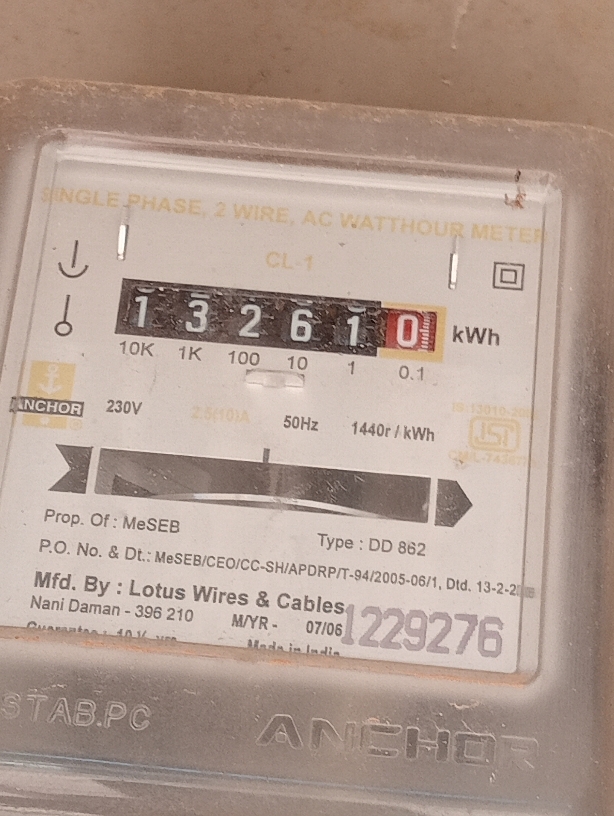 SINGLE PHASE, 2 WIRE, AC WATTHOUR METER
CL-1
1 3 2 6 1 0 kWh
10K 1K 100 10 1 0.1
ANCHOR
230V 2.5(10)A 50Hz 1440r / kWh
ISI
Prop. Of : MeSEB
Type : DD 862
P.O. No. & Dt.: MeSEB/CEO/CC-SH/APDRP/T-94/2005-06/1, Dtd. 13-2-2
Mfd. By : Lotus Wires & Cables
Nani Daman - 396 210 M/YR - 07/06
1229276
Made in India
STAB.PC ANCHOR